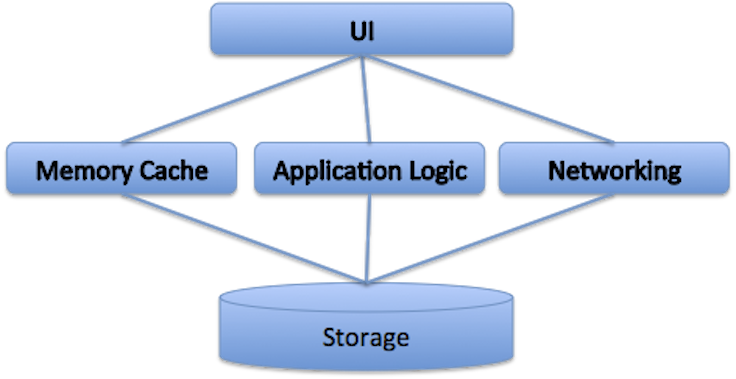 UI
Memory Cache
Application Logic
Networking
Storage